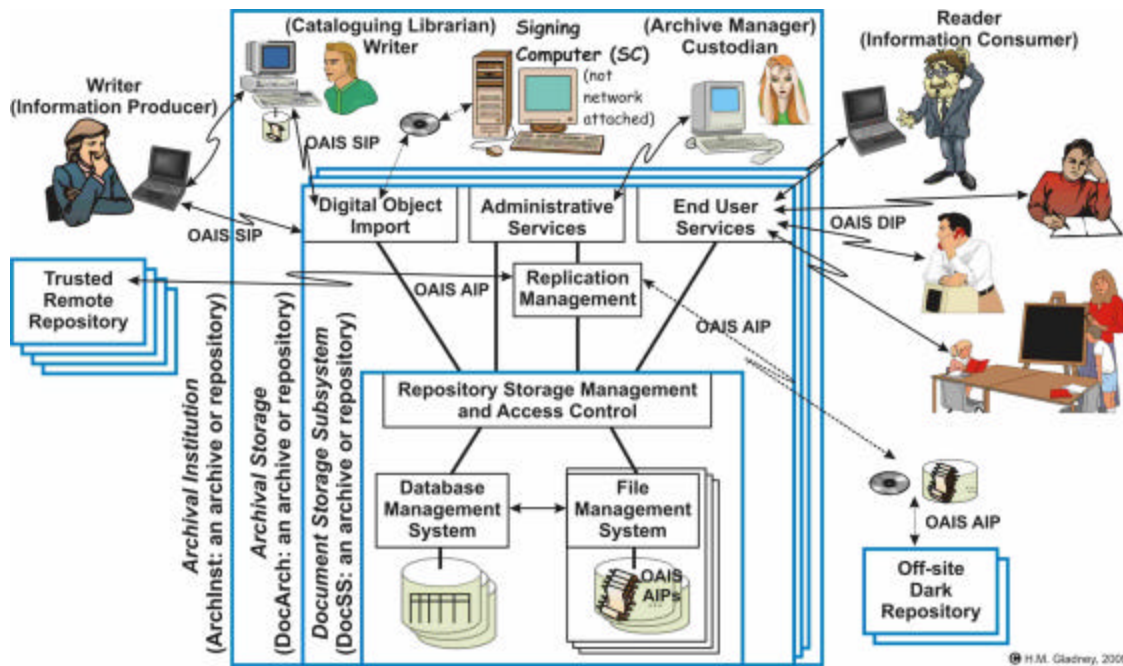 Writer
(Information Producer)
(Cataloguing Librarian)
Writer
Signing
Computer (SC)
(not
network
attached)
(Archive Manager)
Custodian
Reader
(Information Consumer)
OAIS SIP
OAIS SIP
Digital Object
Import
Administrative
Services
End User
Services
OAIS DIP
Trusted
Remote
Repository
OAIS AIP
Replication
Management
OAIS AIP
Archival Institution
(ArchInst: an archive or repository)
Archival Storage
(DocArch: an archive or repository)
Document Storage Subsystem
(DocSS: an archive or repository)
Repository Storage Management
and Access Control
Database
Management
System
File
Management
System
OAIS
AIPs
OAIS AIP
Off-site
Dark
Repository
© H.M. Gladney,